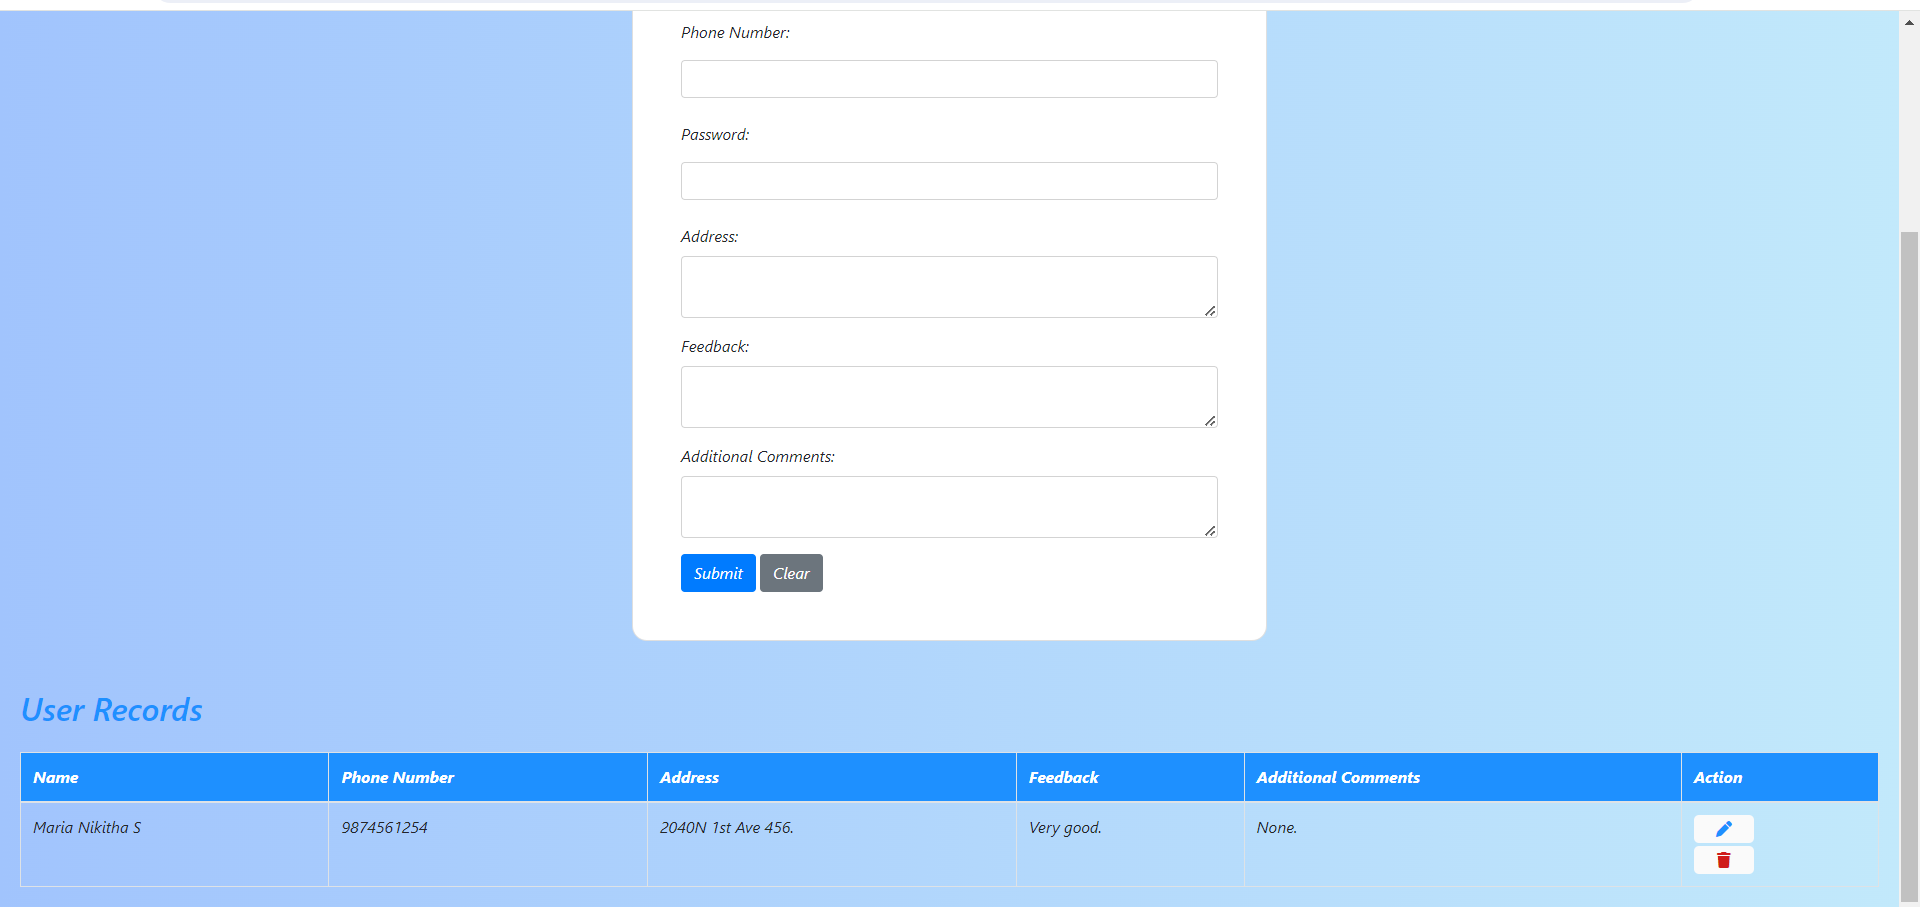 Phone Number:
Password:
Address:
Feedback:
Additional Comments:
Submit Clear
User Records
Name Phone Number Address Feedback Additional Comments Action
Maria Nikitha S 9874561254 2040N 1st Ave 456. Very good. None.